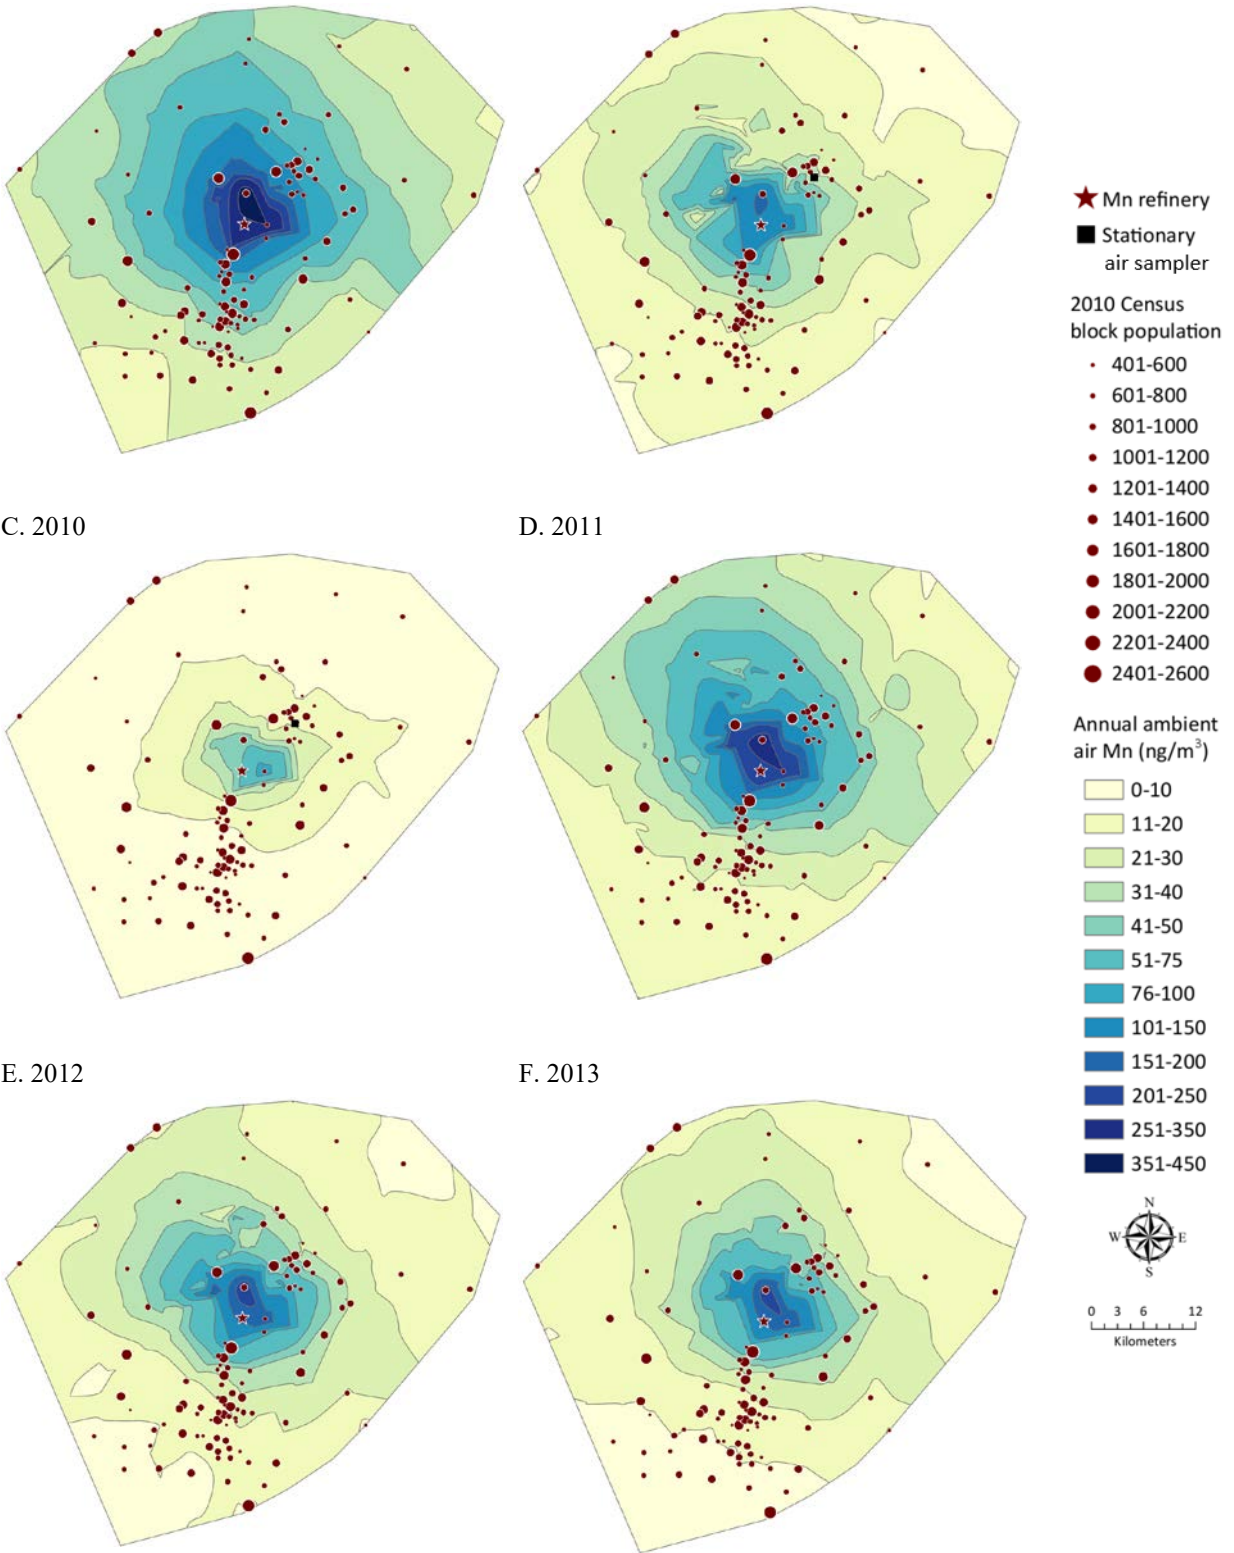 Mn refinery
Stationary
air sampler
2010 Census
block population
401-600
601-800
801-1000
1001-1200
1201-1400
1401-1600
1601-1800
1801-2000
2001-2200
2201-2400
2401-2600
C. 2010
D. 2011
Annual ambient
air Mn (ng/m³)
0-10
11-20
21-30
31-40
41-50
51-75
76-100
101-150
151-200
201-250
251-350
351-450
E. 2012
F. 2013
N
W E
S
0 3 6 12
Kilometers